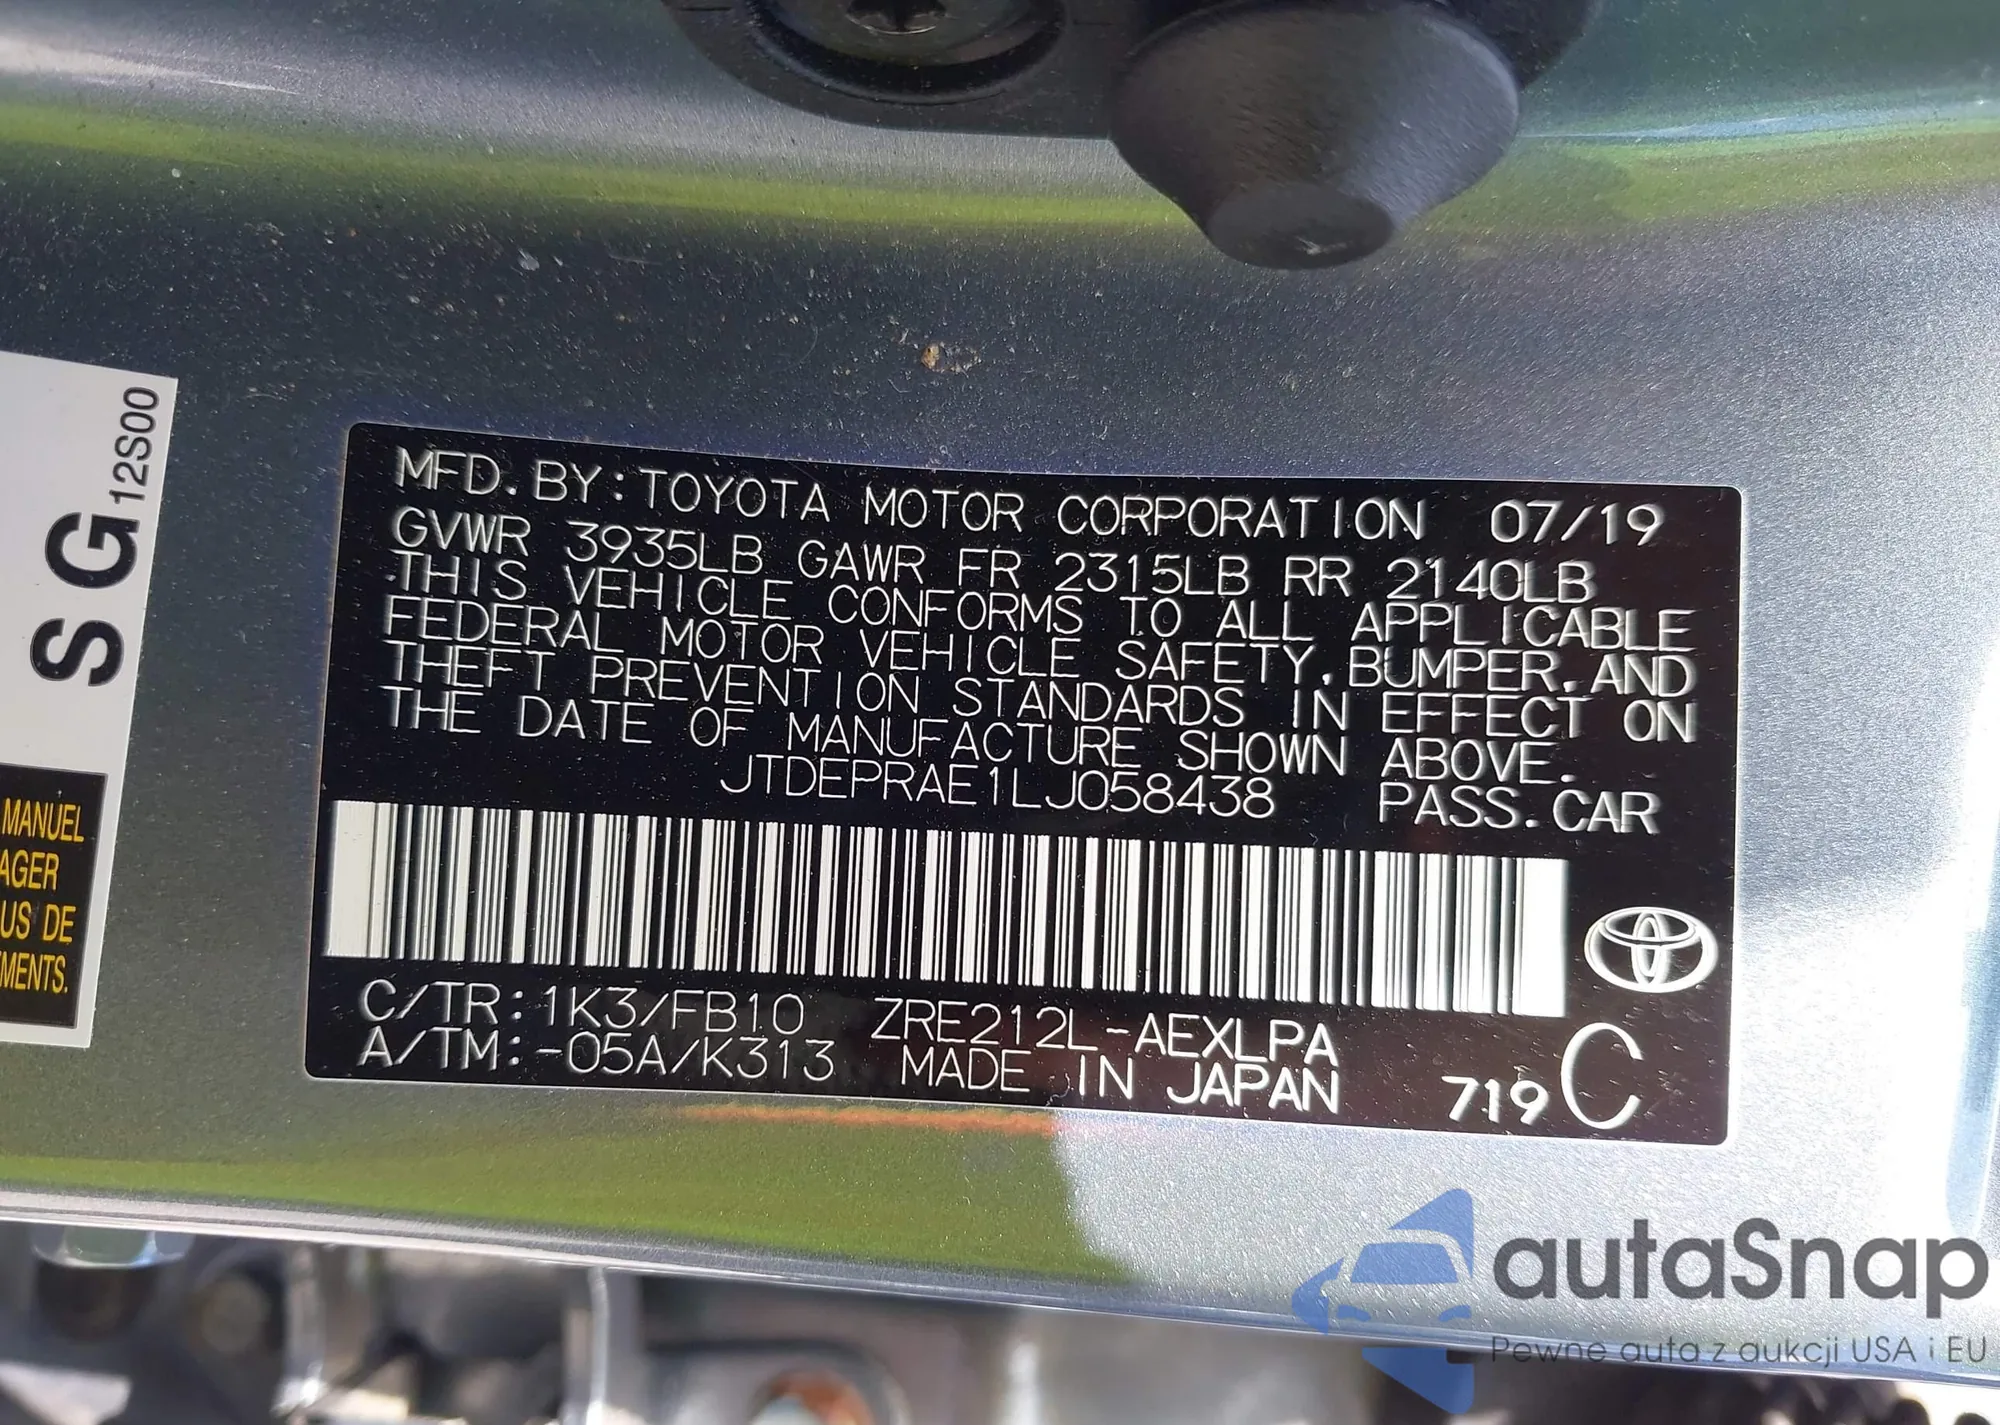 SG12S00
MANUEL
AGER
US DE
MENTS.
MFD. BY: TOYOTA MOTOR CORPORATION 07/19
GVWR 3935LB GAWR FR 2315LB RR 2140LB
THIS VEHICLE CONFORMS TO ALL APPLICABLE
FEDERAL MOTOR VEHICLE SAFETY, BUMPER, AND
THEFT PREVENTION STANDARDS IN EFFECT ON
THE DATE OF MANUFACTURE SHOWN ABOVE.
JTDEPRAE1LJ058438 PASS. CAR
C/TR: 1K3/FB10 ZRE212L-AEXLPA
A/TM: -05A/K313 MADE IN JAPAN 719 C
autaSnap
Pewne auta z aukcji USA i EU